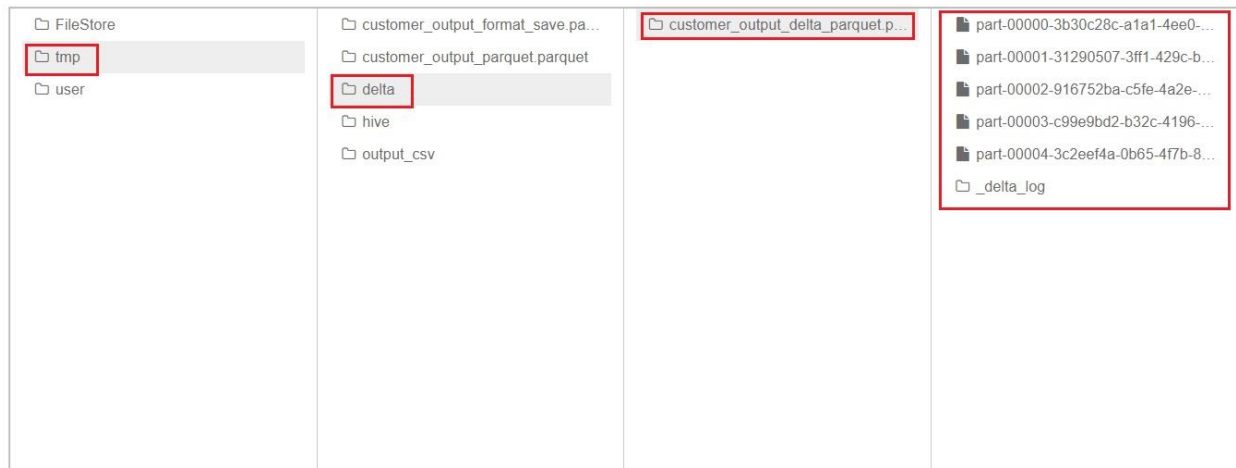 FileStore
tmp
user
customer_output_format_save.pa...
customer_output_parquet.parquet
delta
hive
output_csv
customer_output_delta_parquet.p...
part-00000-3b30c28c-a1a1-4ee0-...
part-00001-31290507-3ff1-429c-b...
part-00002-916752ba-c5fe-4a2e-...
part-00003-c99e9bd2-b32c-4196-...
part-00004-3c2eef4a-0b65-4f7b-8...
_delta_log